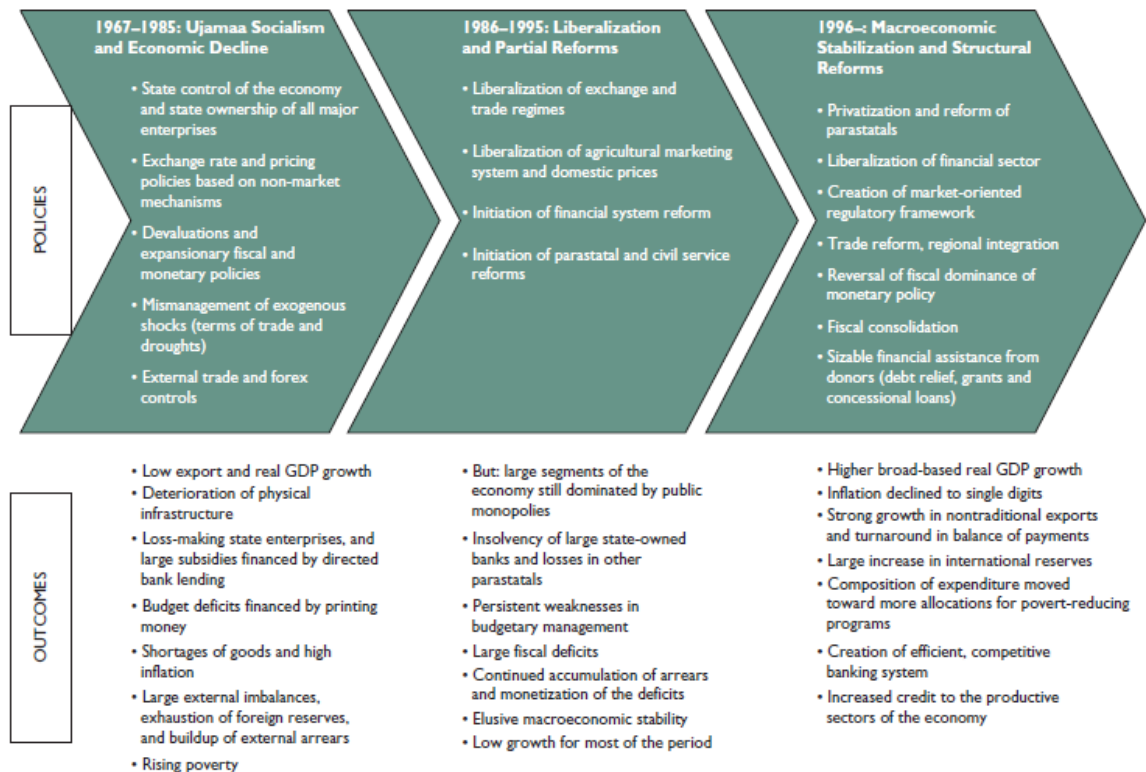 1967–1985: Ujamaa Socialism
and Economic Decline
• State control of the economy
and state ownership of all major
enterprises
• Exchange rate and pricing
policies based on non-market
mechanisms
• Devaluations and
expansionary fiscal and
monetary policies
• Mismanagement of exogenous
shocks (terms of trade and
droughts)
• External trade and forex
controls
1986–1995: Liberalization
and Partial Reforms
• Liberalization of exchange and
trade regimes
• Liberalization of agricultural marketing
system and domestic prices
• Initiation of financial system reform
• Initiation of parastatal and civil service
reforms
1996–: Macroeconomic
Stabilization and Structural
Reforms
• Privatization and reform of
parastatals
• Liberalization of financial sector
• Creation of market-oriented
regulatory framework
• Trade reform, regional integration
• Reversal of fiscal dominance of
monetary policy
• Fiscal consolidation
• Sizable financial assistance from
donors (debt relief, grants and
concessional loans)
POLICIES
• Low export and real GDP growth
• Deterioration of physical
infrastructure
• Loss-making state enterprises, and
large subsidies financed by directed
bank lending
• Budget deficits financed by printing
money
• Shortages of goods and high
inflation
• Large external imbalances,
exhaustion of foreign reserves,
and buildup of external arrears
• Rising poverty
• But: large segments of the
economy still dominated by public
monopolies
• Insolvency of large state-owned
banks and losses in other
parastatals
• Persistent weaknesses in
budgetary management
• Large fiscal deficits
• Continued accumulation of arrears
and monetization of the deficits
• Elusive macroeconomic stability
• Low growth for most of the period
• Higher broad-based real GDP growth
• Inflation declined to single digits
• Strong growth in nontraditional exports
and turnaround in balance of payments
• Large increase in international reserves
• Composition of expenditure moved
toward more allocations for povert-reducing
programs
• Creation of efficient, competitive
banking system
• Increased credit to the productive
sectors of the economy
OUTCOMES